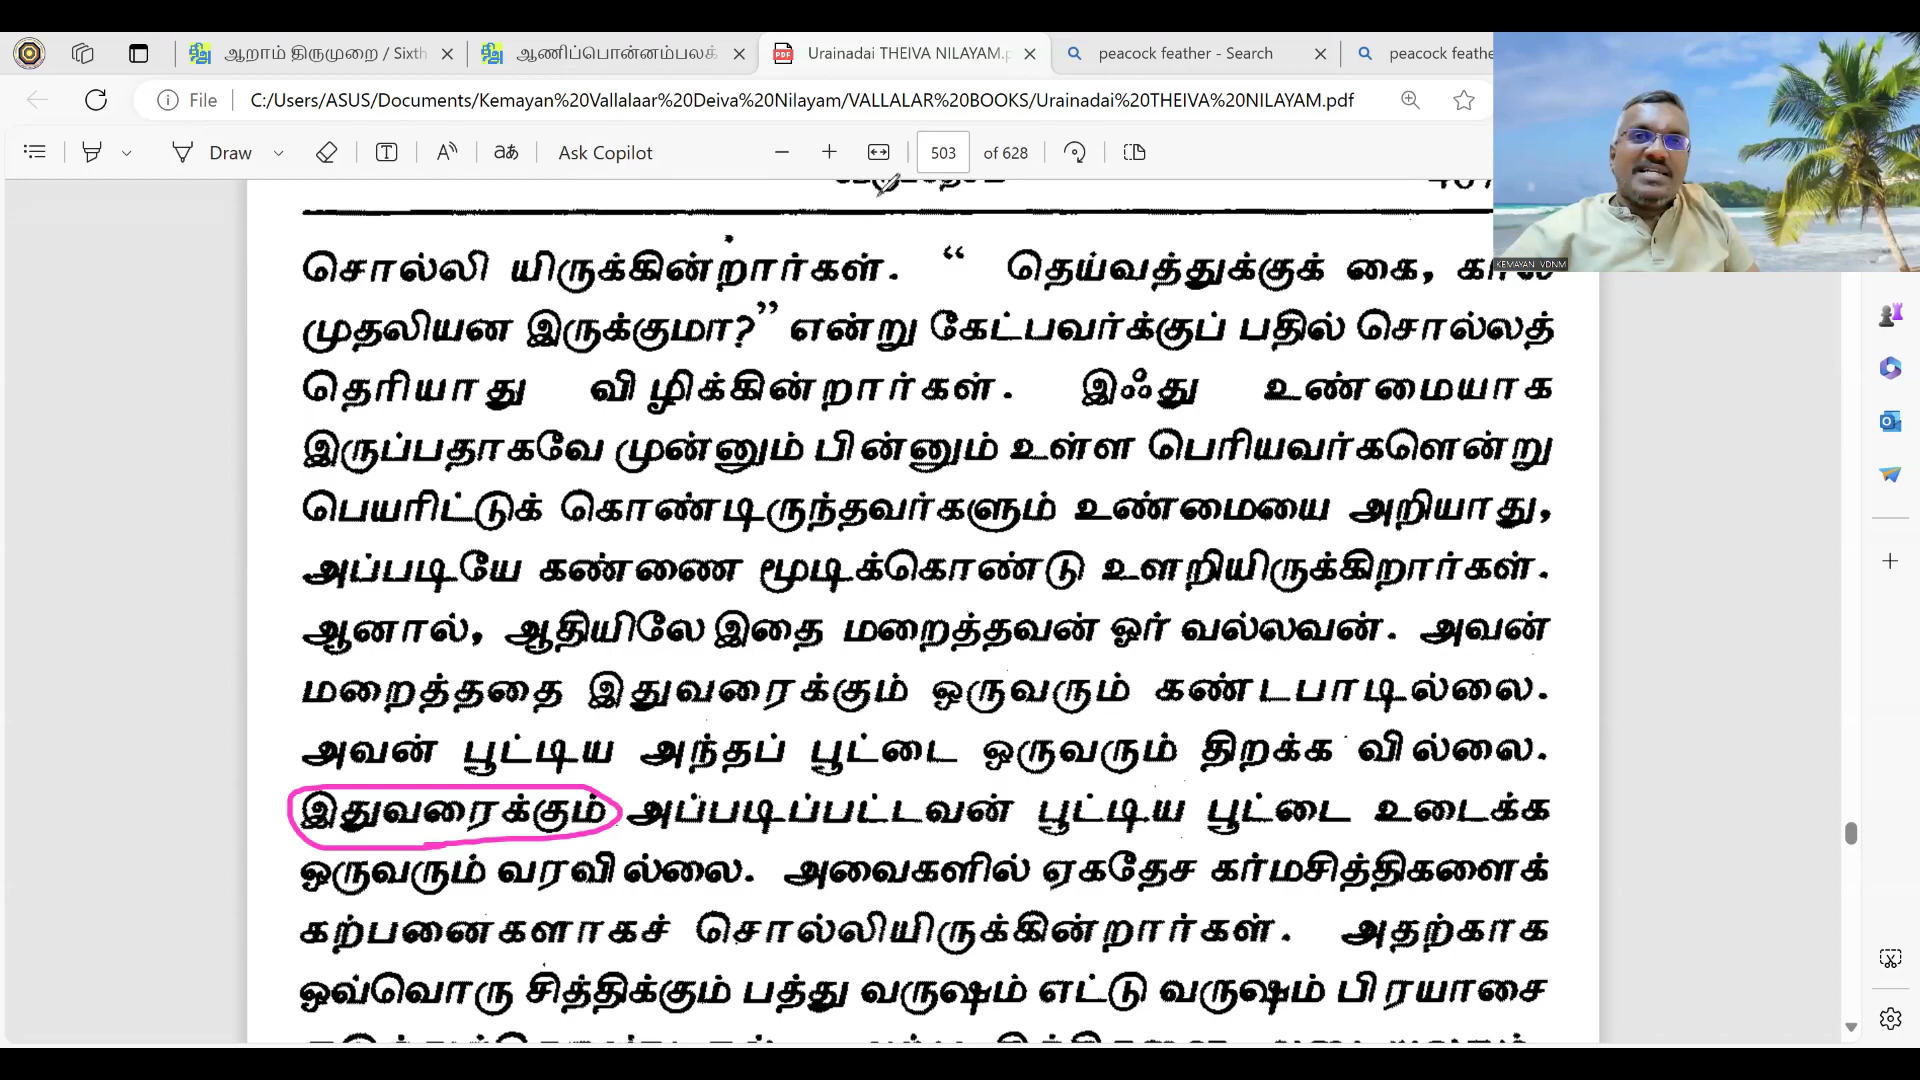 ஆறாம் திருமுறை / Sixth
ஆணிப்பொன்னம்பலக்
Urainadai THEIVA NILAYAM.p
peacock feather - Search
peacock feathe
File
C:/Users/ASUS/Documents/Kemayan%20Vallalaar%20Deiva%20Nilayam/VALLALAR%20BOOKS/Urainadai%20THEIVA%20NILAYAM.pdf
Draw
Ask Copilot
503 of 628
KEMAYAN VDNM
சொல்லி யிருக்கின்றார்கள். “ தெய்வத்துக்குக் கை, கால்
முதலியன இருக்குமா?” என்று கேட்பவர்க்குப் பதில் சொல்லத்
தெரியாது விழிக்கின்றார்கள். இஃது உண்மையாக
இருப்பதாகவே முன்னும் பின்னும் உள்ள பெரியவர்களென்று
பெயரிட்டுக் கொண்டிருந்தவர்களும் உண்மையை அறியாது,
அப்படியே கண்ணை மூடிக்கொண்டு உளறியிருக்கிறார்கள்.
ஆனால், ஆதியிலே இதை மறைத்தவன் ஓர் வல்லவன். அவன்
மறைத்ததை இதுவரைக்கும் ஒருவரும் கண்டபாடில்லை.
அவன் பூட்டிய அந்தப் பூட்டை ஒருவரும் திறக்க வில்லை.
இதுவரைக்கும் அப்படிப்பட்டவன் பூட்டிய பூட்டை உடைக்க
ஒருவரும் வரவில்லை. அவைகளில் ஏகதேச கர்மசித்திகளைக்
கற்பனைகளாகச் சொல்லியிருக்கின்றார்கள். அதற்காக
ஒவ்வொரு சித்திக்கும் பத்து வருஷம் எட்டு வருஷம் பிரயாசை